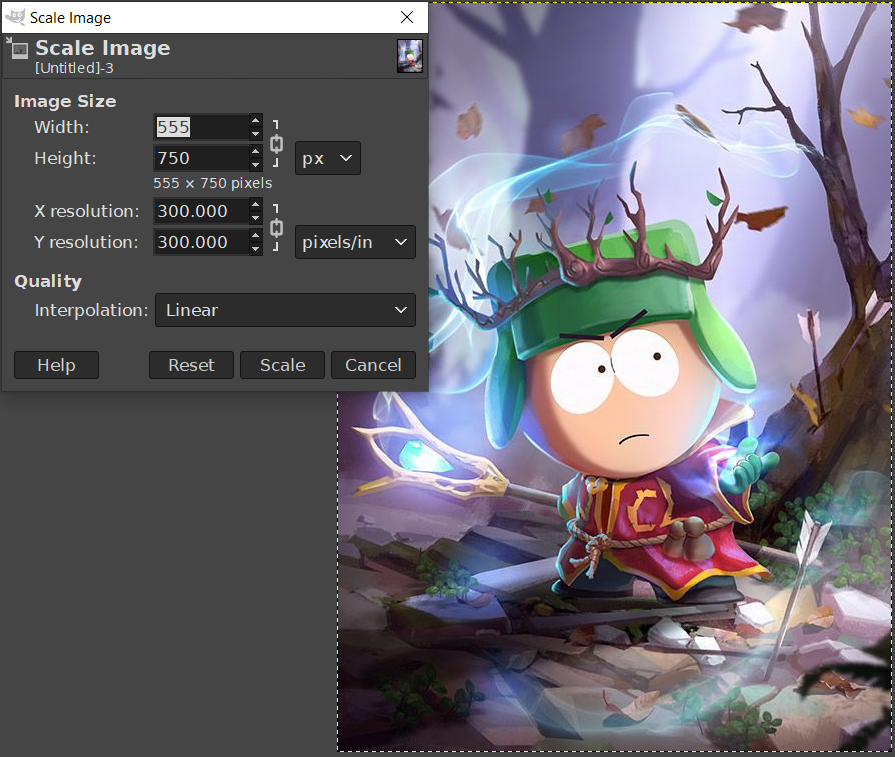 Scale Image
Scale Image
[Untitled]-3
Image Size
Width: 555
Height: 750 px
555 × 750 pixels
X resolution: 300.000
Y resolution: 300.000 pixels/in
Quality
Interpolation: Linear
Help Reset Scale Cancel
C